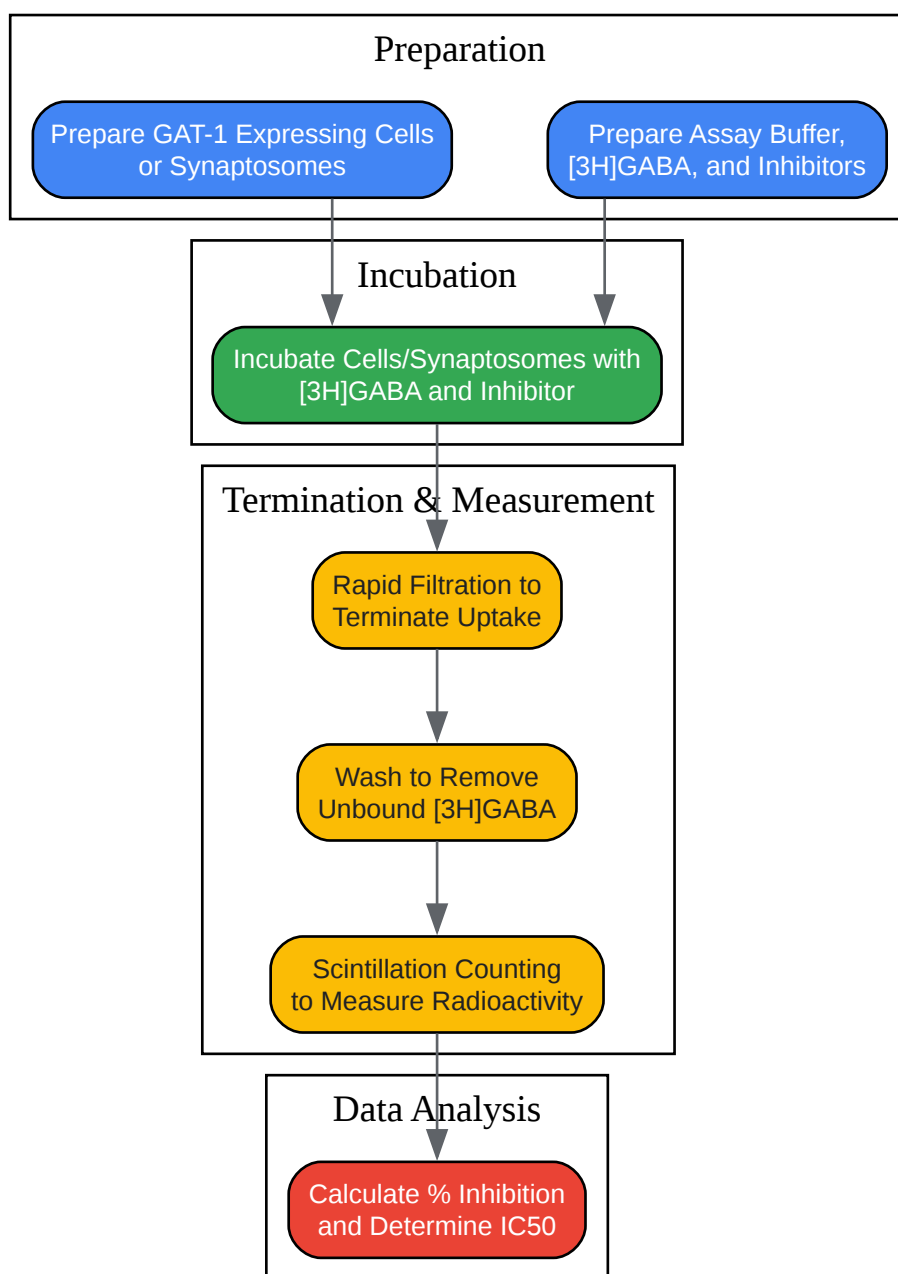 Preparation
Prepare GAT-1 Expressing Cells
or Synaptosomes
Prepare Assay Buffer,
[3H]GABA, and Inhibitors
Incubation
Incubate Cells/Synaptosomes with
[3H]GABA and Inhibitor
Termination & Measurement
Rapid Filtration to
Terminate Uptake
Wash to Remove
Unbound [3H]GABA
Scintillation Counting
to Measure Radioactivity
Data Analysis
Calculate % Inhibition
and Determine IC50